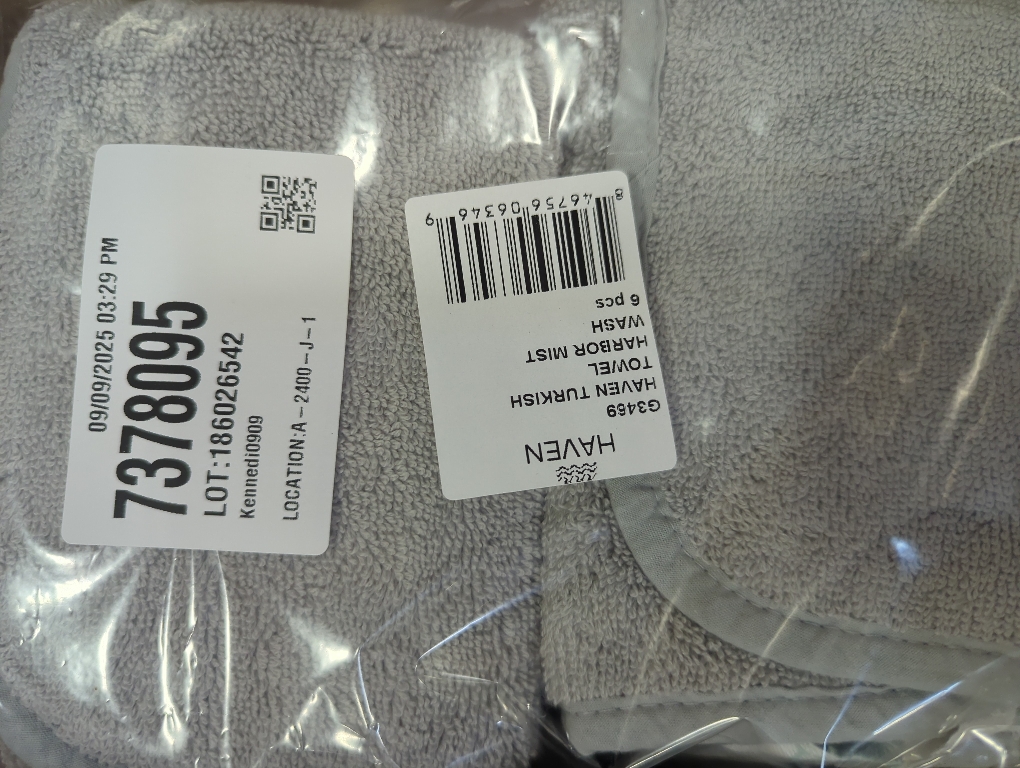 09/09/2025 03:29 PM
7378095
LOT:186026542
Kennedi0909
LOCATION:A-2400-J-1
HAVEN
G3469
HAVEN TURKISH
TOWEL
HARBOR MIST
WASH
6 pcs
8 46756 06346 9